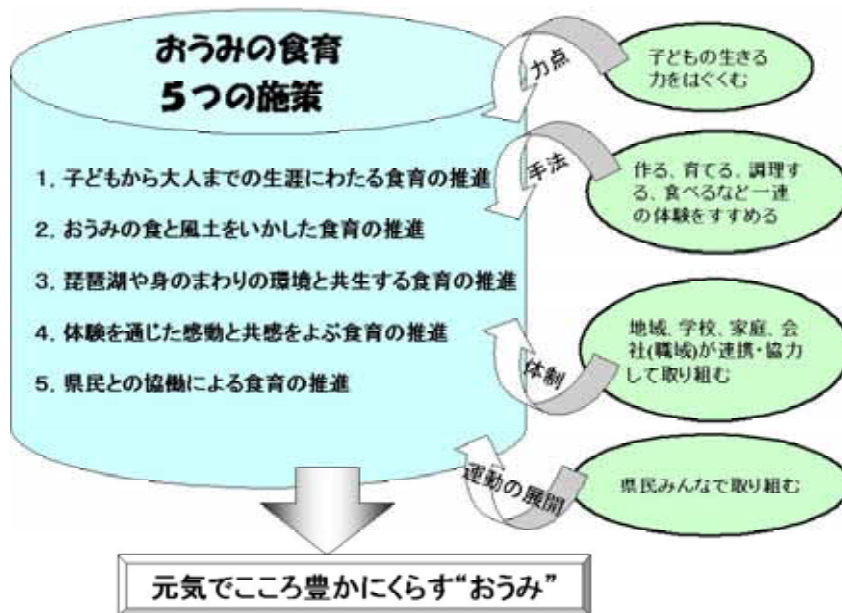 おうみの食育
5つの施策
1. 子どもから大人までの生涯にわたる食育の推進
2. おうみの食と風土をいかした食育の推進
3. 琵琶湖や身のまわりの環境と共生する食育の推進
4. 体験を通じた感動と共感をよぶ食育の推進
5. 県民との協働による食育の推進
力点
子どもの生きる
力をはぐくむ
手法
作る、育てる、調理す
る、食べるなど一連
の体験をすすめる
体制
地域、学校、家庭、会
社(職域)が連携・協力
して取り組む
運動の展開
県民みんなで取り組む
元気でこころ豊かにくらす“おうみ”